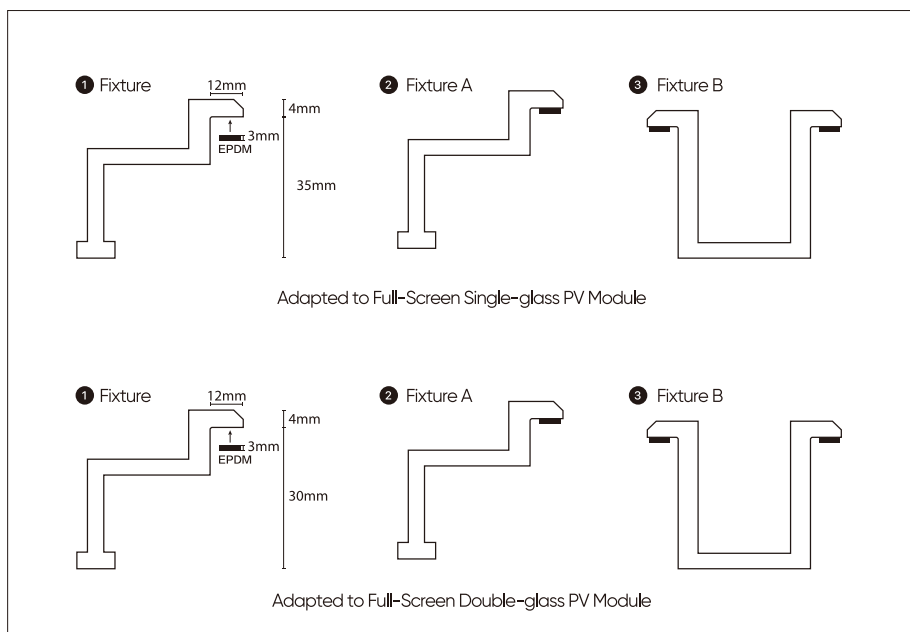 1 Fixture
2 Fixture A
3 Fixture B
12mm
4mm
3mm
EPDM
35mm
Adapted to Full-Screen Single-glass PV Module
1 Fixture
2 Fixture A
3 Fixture B
12mm
4mm
3mm
EPDM
30mm
Adapted to Full-Screen Double-glass PV Module